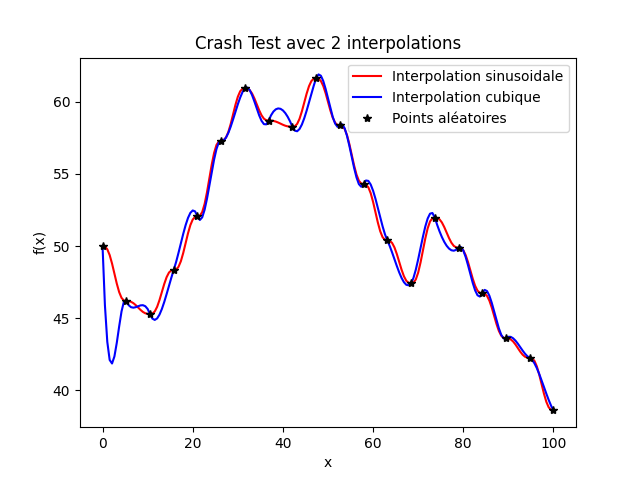 Crash Test avec 2 interpolations
Interpolation sinusoidale
Interpolation cubique
Points aléatoires
f(x)
60
55
50
45
40
0 20 40 60 80 100
x